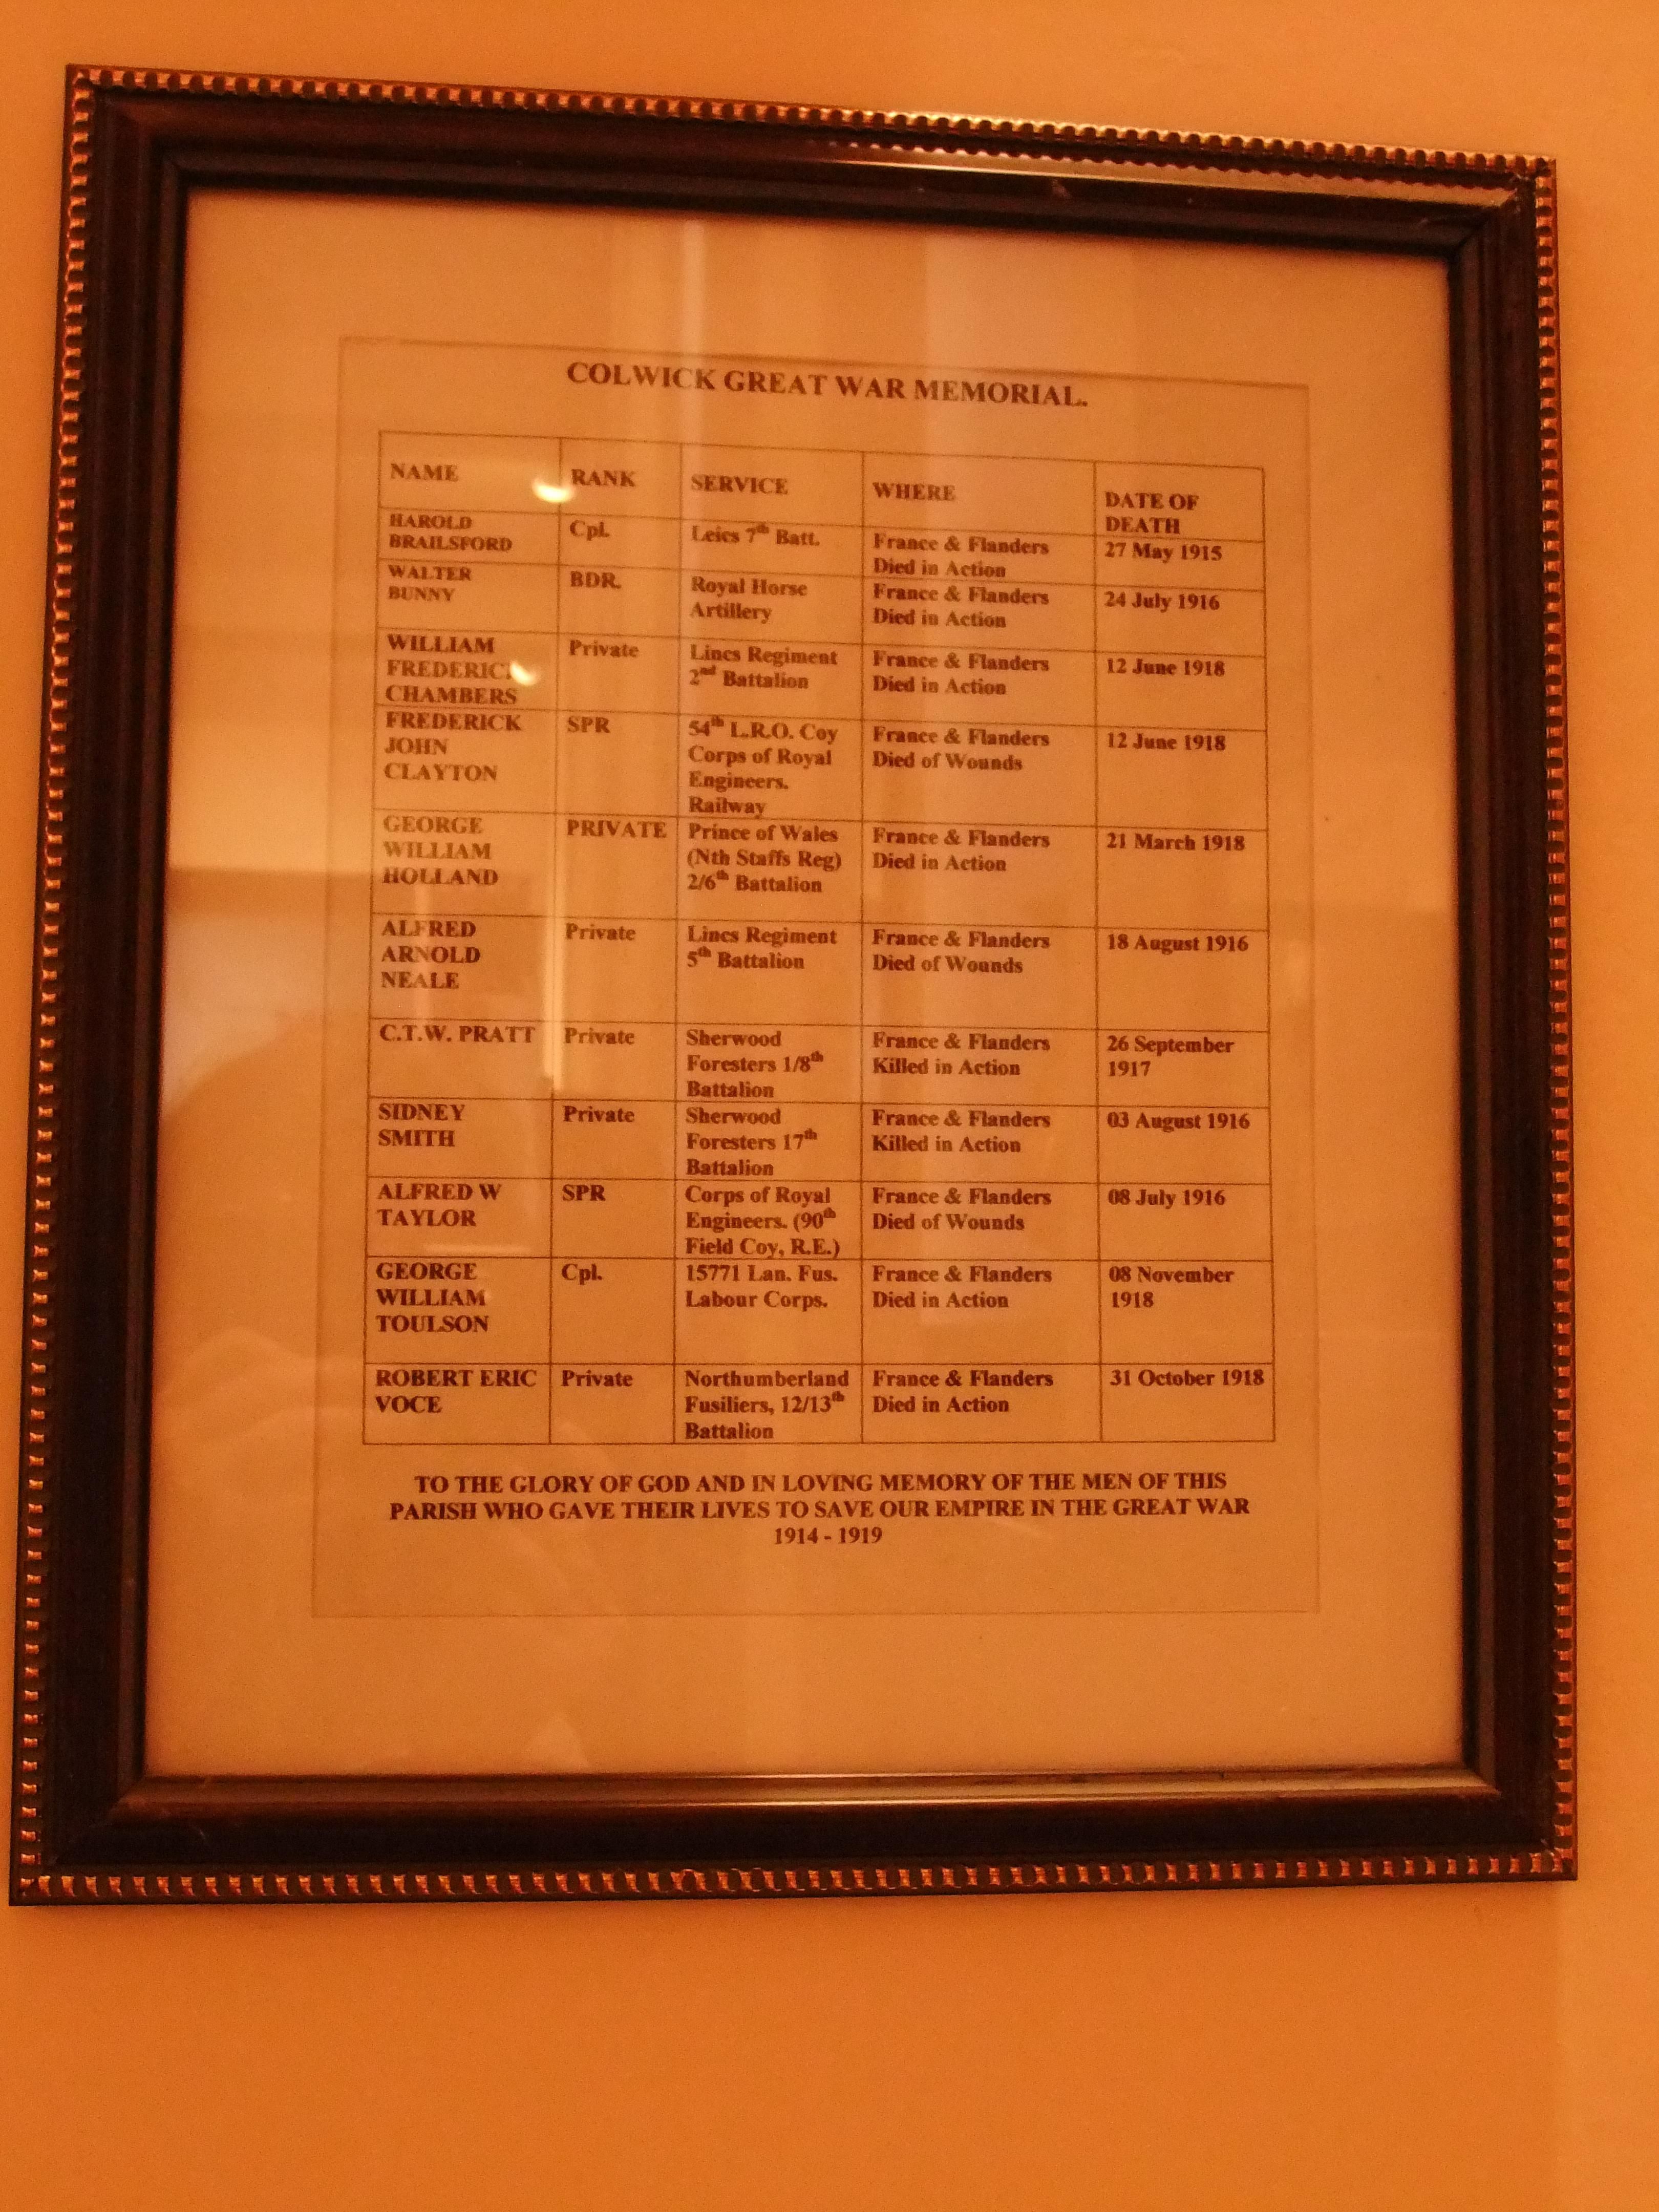 COLWICK GREAT WAR MEMORIAL.
NAME RANK SERVICE WHERE DATE OF
DEATH
HAROLD Cpl. Leics 7th Batt. France & Flanders 27 May 1915
BRAILSFORD Died in Action
WALTER BDR. Royal Horse France & Flanders 24 July 1916
BUNNY Artillery Died in Action
WILLIAM Private Lincs Regiment France & Flanders 12 June 1918
FREDERICK 2nd Battalion Died in Action
CHAMBERS
FREDERICK SPR 54th L.R.O. Coy France & Flanders 12 June 1918
JOHN Corps of Royal Died of Wounds
CLAYTON Engineers.
Railway
GEORGE PRIVATE Prince of Wales France & Flanders 21 March 1918
WILLIAM (Nth Staffs Reg) Died in Action
HOLLAND 2/6th Battalion
ALFRED Private Lincs Regiment France & Flanders 18 August 1916
ARNOLD 5th Battalion Died of Wounds
NEALE
C.T.W. PRATT Private Sherwood France & Flanders 26 September
Foresters 1/8th Killed in Action 1917
Battalion
SIDNEY Private Sherwood France & Flanders 03 August 1916
SMITH Foresters 17th Killed in Action
Battalion
ALFRED W SPR Corps of Royal France & Flanders 08 July 1916
TAYLOR Engineers. (90th Died of Wounds
Field Coy, R.E.)
GEORGE Cpl. 15771 Lan. Fus. France & Flanders 08 November
WILLIAM Labour Corps. Died in Action 1918
TOULSON
ROBERT ERIC Private Northumberland France & Flanders 31 October 1918
VOCE Fusiliers, 12/13th Died in Action
Battalion
TO THE GLORY OF GOD AND IN LOVING MEMORY OF THE MEN OF THIS
PARISH WHO GAVE THEIR LIVES TO SAVE OUR EMPIRE IN THE GREAT WAR
1914 - 1919